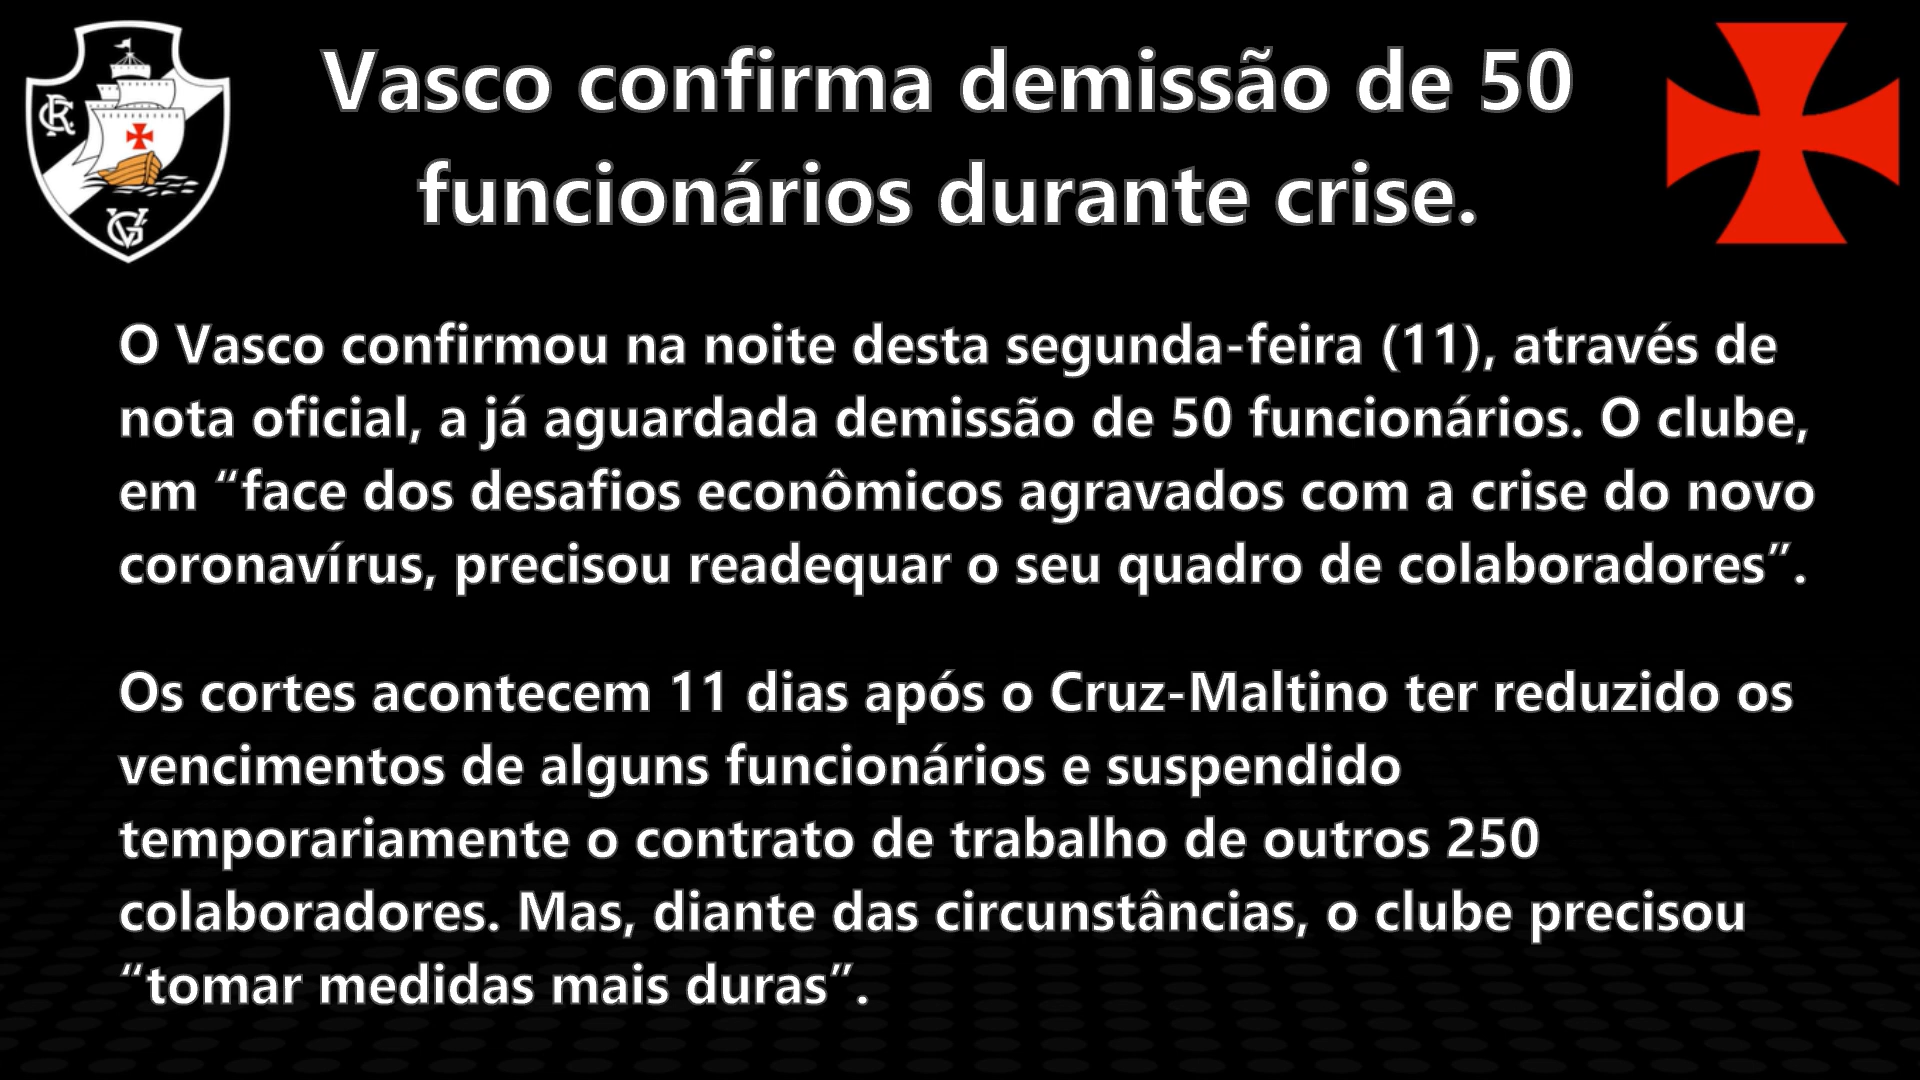 Vasco confirma demissão de 50
funcionários durante crise.
O Vasco confirmou na noite desta segunda-feira (11), através de
nota oficial, a já aguardada demissão de 50 funcionários. O clube,
em “face dos desafios econômicos agravados com a crise do novo
coronavírus, precisou readequar o seu quadro de colaboradores”.
Os cortes acontecem 11 dias após o Cruz-Maltino ter reduzido os
vencimentos de alguns funcionários e suspendido
temporariamente o contrato de trabalho de outros 250
colaboradores. Mas, diante das circunstâncias, o clube precisou
“tomar medidas mais duras”.